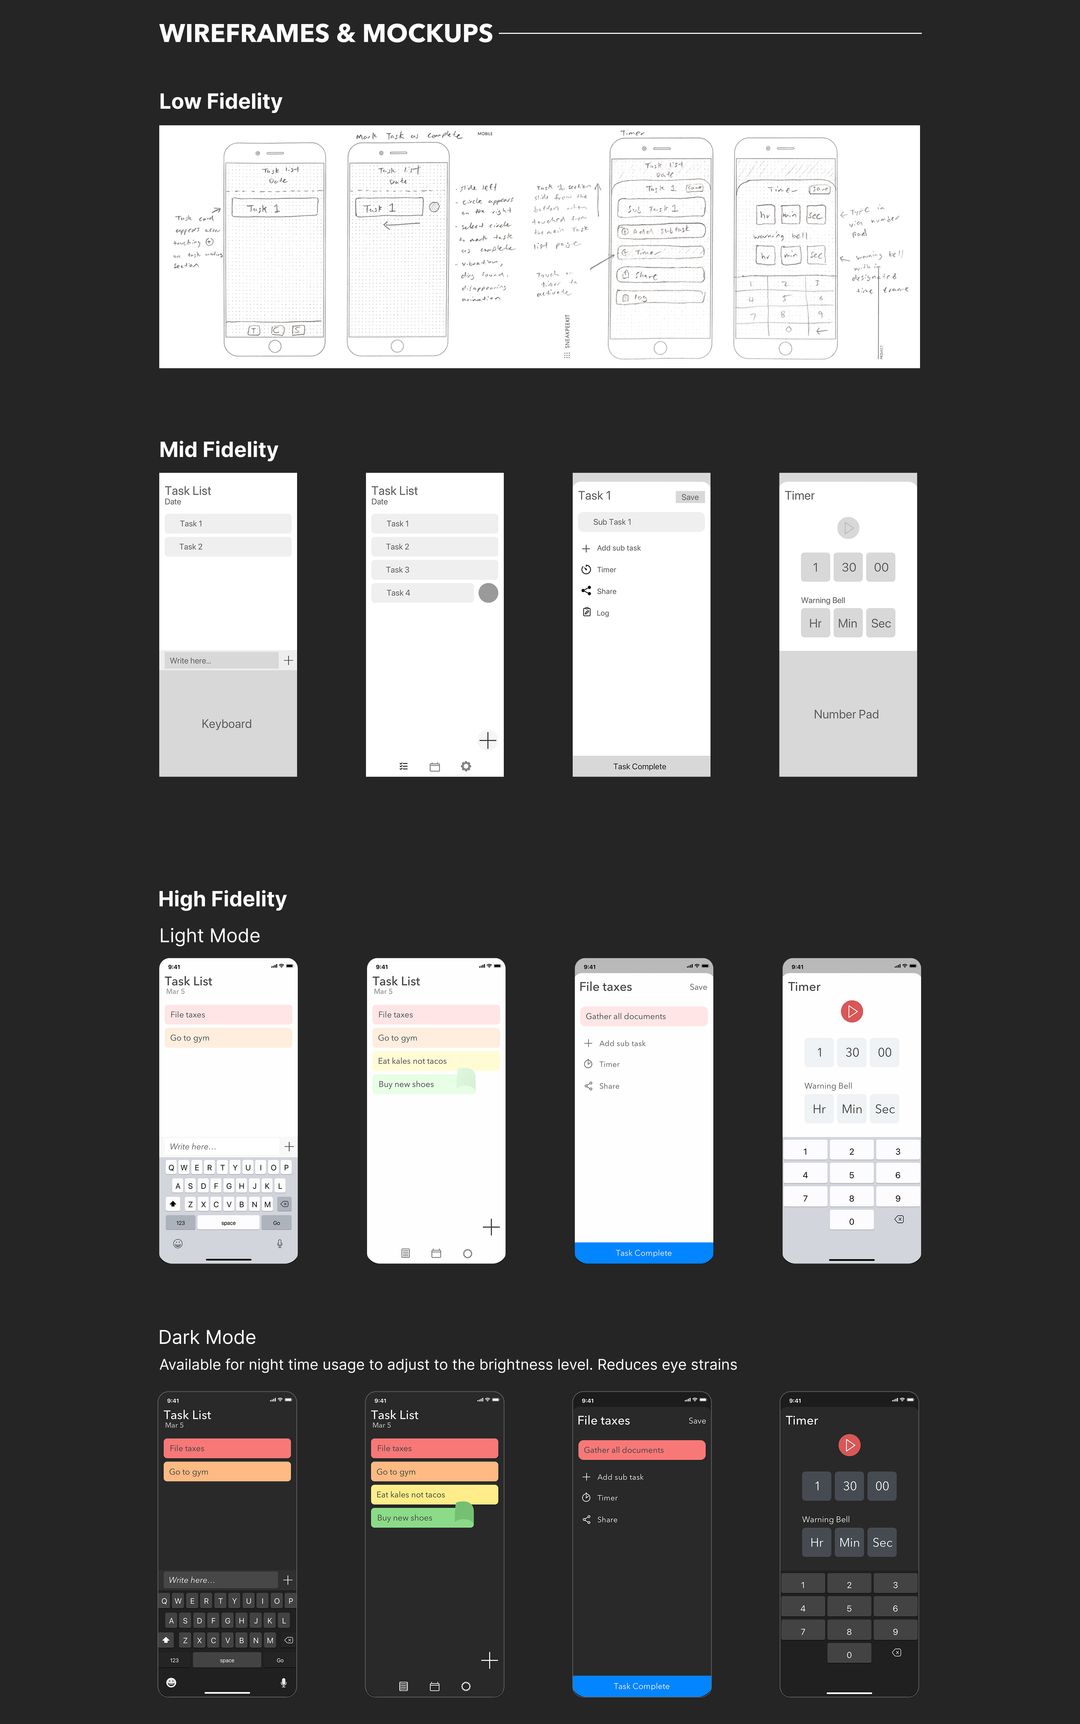 WIREFRAMES & MOCKUPS
Low Fidelity
Mark Task as complete
MOBILE
Timer
Task list
Date
Task 1
Task card
appears when
touching
section
T C S
Task list
Date
Task 1
- slide left
- circle appears
on the right
- select circle
to mark task
as complete
- vibration,
disappearing
animation
Task 1 section
slide from the
bottom when
touched from
the main Task
list page
Touch on
timer to
activate
SNEAKPEEKIT
Task list
Date
Task 1 Save
Sub Task 1
Add Subtask
Timer
Share
Log
Timer Save
hr min sec
warning bell
hr min sec
1 2 3
4 5 6
7 8 9
0 ←
Type in
via number
pad
warning bell
within
designated
time frame
PROJECT
Mid Fidelity
Task List
Date
Task 1
Task 2
Write here...
Keyboard
Task List
Date
Task 1
Task 2
Task 3
Task 4
Task 1 Save
Sub Task 1
Add sub task
Timer
Share
Log
Task Complete
Timer
1 30 00
Warning Bell
Hr Min Sec
Number Pad
High Fidelity
Light Mode
9:41
Task List
Mar 5
File taxes
Go to gym
Write here...
Q W E R T Y U I O P
A S D F G H J K L
Z X C V B N M
123 space Go
9:41
Task List
Mar 5
File taxes
Go to gym
Eat kales not tacos
Buy new shoes
9:41
File taxes Save
Gather all documents
Add sub task
Timer
Share
Task Complete
9:41
Timer
1 30 00
Warning Bell
Hr Min Sec
1 2 3
4 5 6
7 8 9
0
Dark Mode
Available for night time usage to adjust to the brightness level. Reduces eye strains
9:41
Task List
Mar 5
File taxes
Go to gym
Write here...
Q W E R T Y U I O P
A S D F G H J K L
Z X C V B N M
123 space Go
9:41
Task List
Mar 5
File taxes
Go to gym
Eat kales not tacos
Buy new shoes
9:41
File taxes Save
Gather all documents
Add sub task
Timer
Share
Task Complete
9:41
Timer
1 30 00
Warning Bell
Hr Min Sec
1 2 3
4 5 6
7 8 9
0